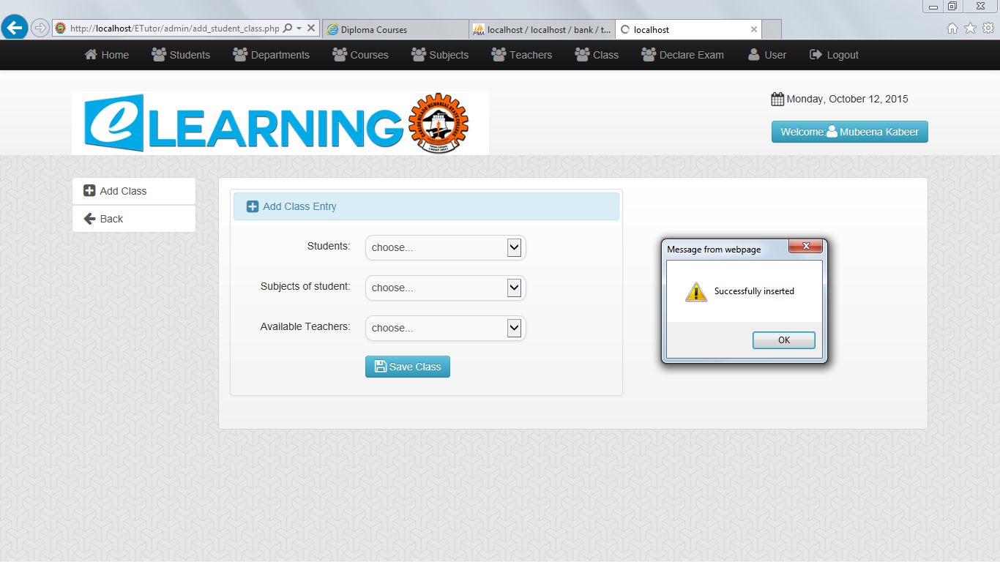 http://localhost/ETutor/admin/add_student_class.php
Diploma Courses
localhost / localhost / bank / t...
localhost
Home Students Departments Courses Subjects Teachers Class Declare Exam User Logout
Monday, October 12, 2015
e LEARNING
Welcome: Mubeena Kabeer
Add Class
Back
Add Class Entry
Students: choose...
Subjects of student: choose...
Available Teachers: choose...
Save Class
Message from webpage
Successfully inserted
OK